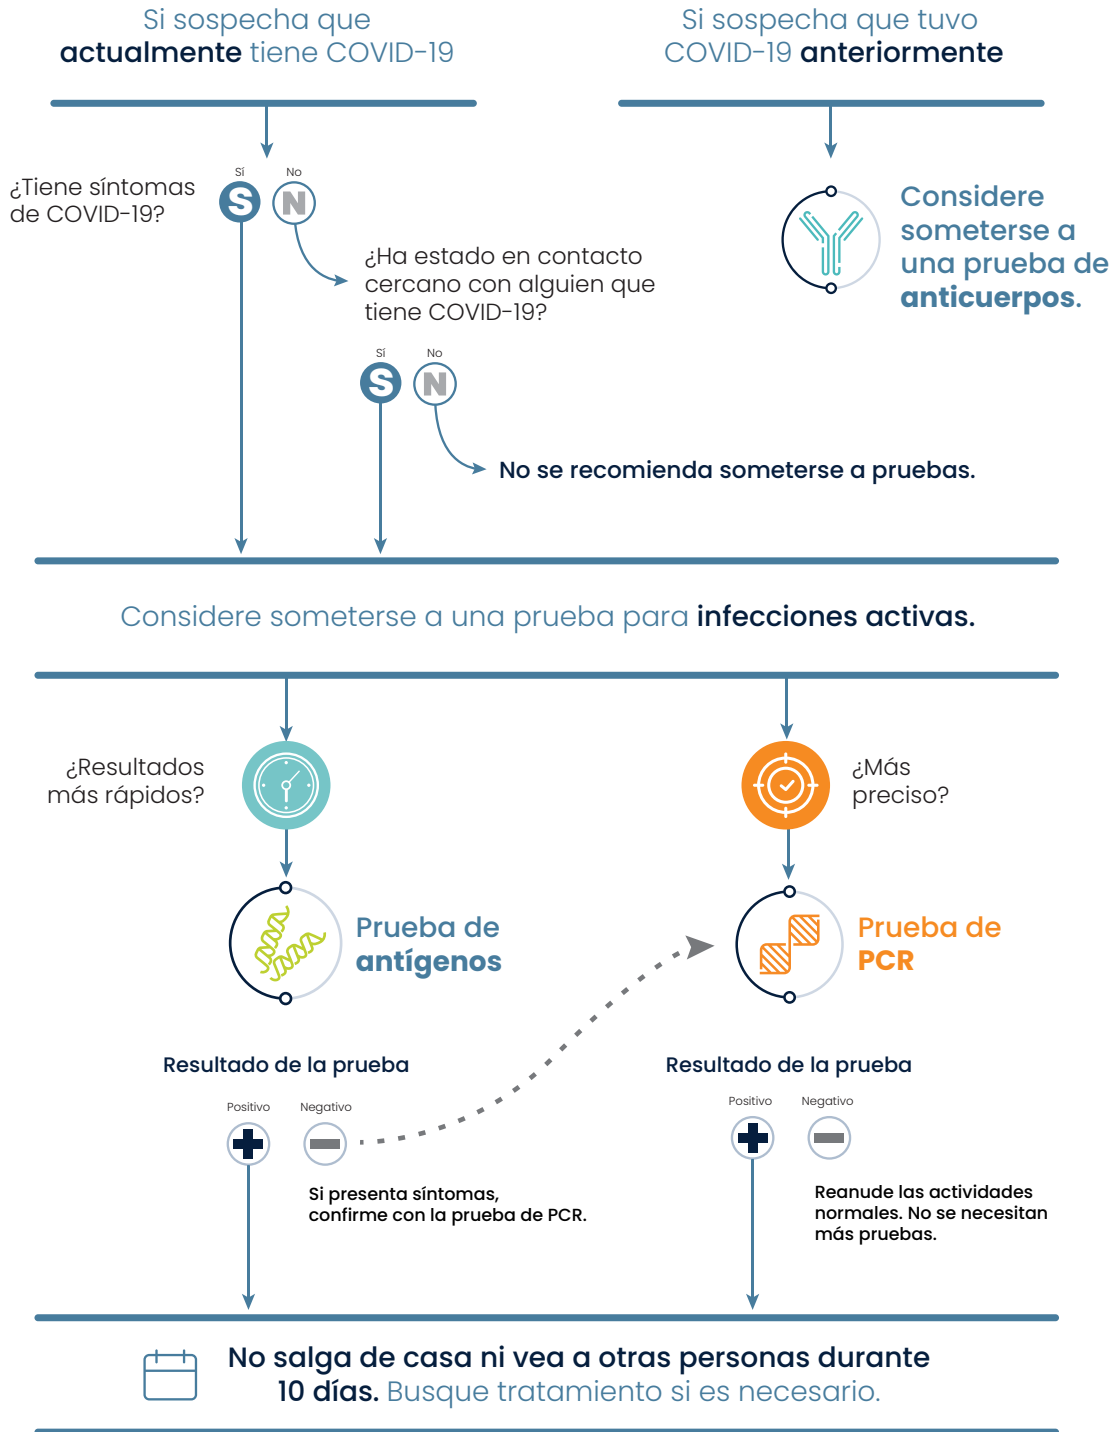 Si sospecha que
actualmente tiene COVID-19
Si sospecha que tuvo
COVID-19 anteriormente
¿Tiene síntomas
de COVID-19?
Sí
No
S
N
¿Ha estado en contacto
cercano con alguien que
tiene COVID-19?
Sí
No
S
N
No se recomienda someterse a pruebas.
Considere
someterse a
una prueba de
anticuerpos.
Considere someterse a una prueba para infecciones activas.
¿Resultados
más rápidos?
¿Más
preciso?
Prueba de
antígenos
Prueba de
PCR
Resultado de la prueba
Positivo
Negativo
Si presenta síntomas,
confirme con la prueba de PCR.
Resultado de la prueba
Positivo
Negativo
Reanude las actividades
normales. No se necesitan
más pruebas.
No salga de casa ni vea a otras personas durante
10 días. Busque tratamiento si es necesario.